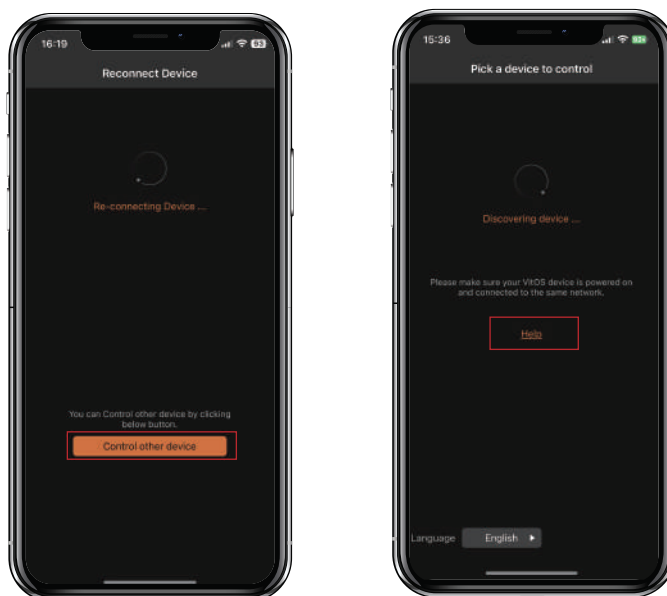 16:19
93
Reconnect Device
Re-connecting Device ...
You can Control other device by clicking
below button.
Control other device
15:36
Pick a device to control
Discovering device ...
Please make sure your VitOS device is powered on
and connected to the same network.
Help
Language
English